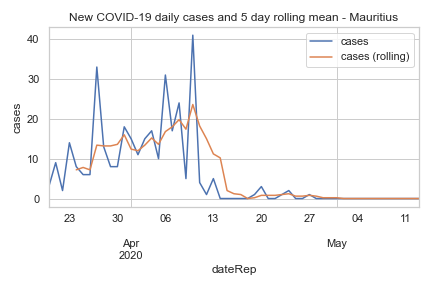 New COVID-19 daily cases and 5 day rolling mean - Mauritius
cases
cases (rolling)
40
30
20
10
0
cases
23 30 06 13 20 27 04 11
Apr May
2020
dateRep